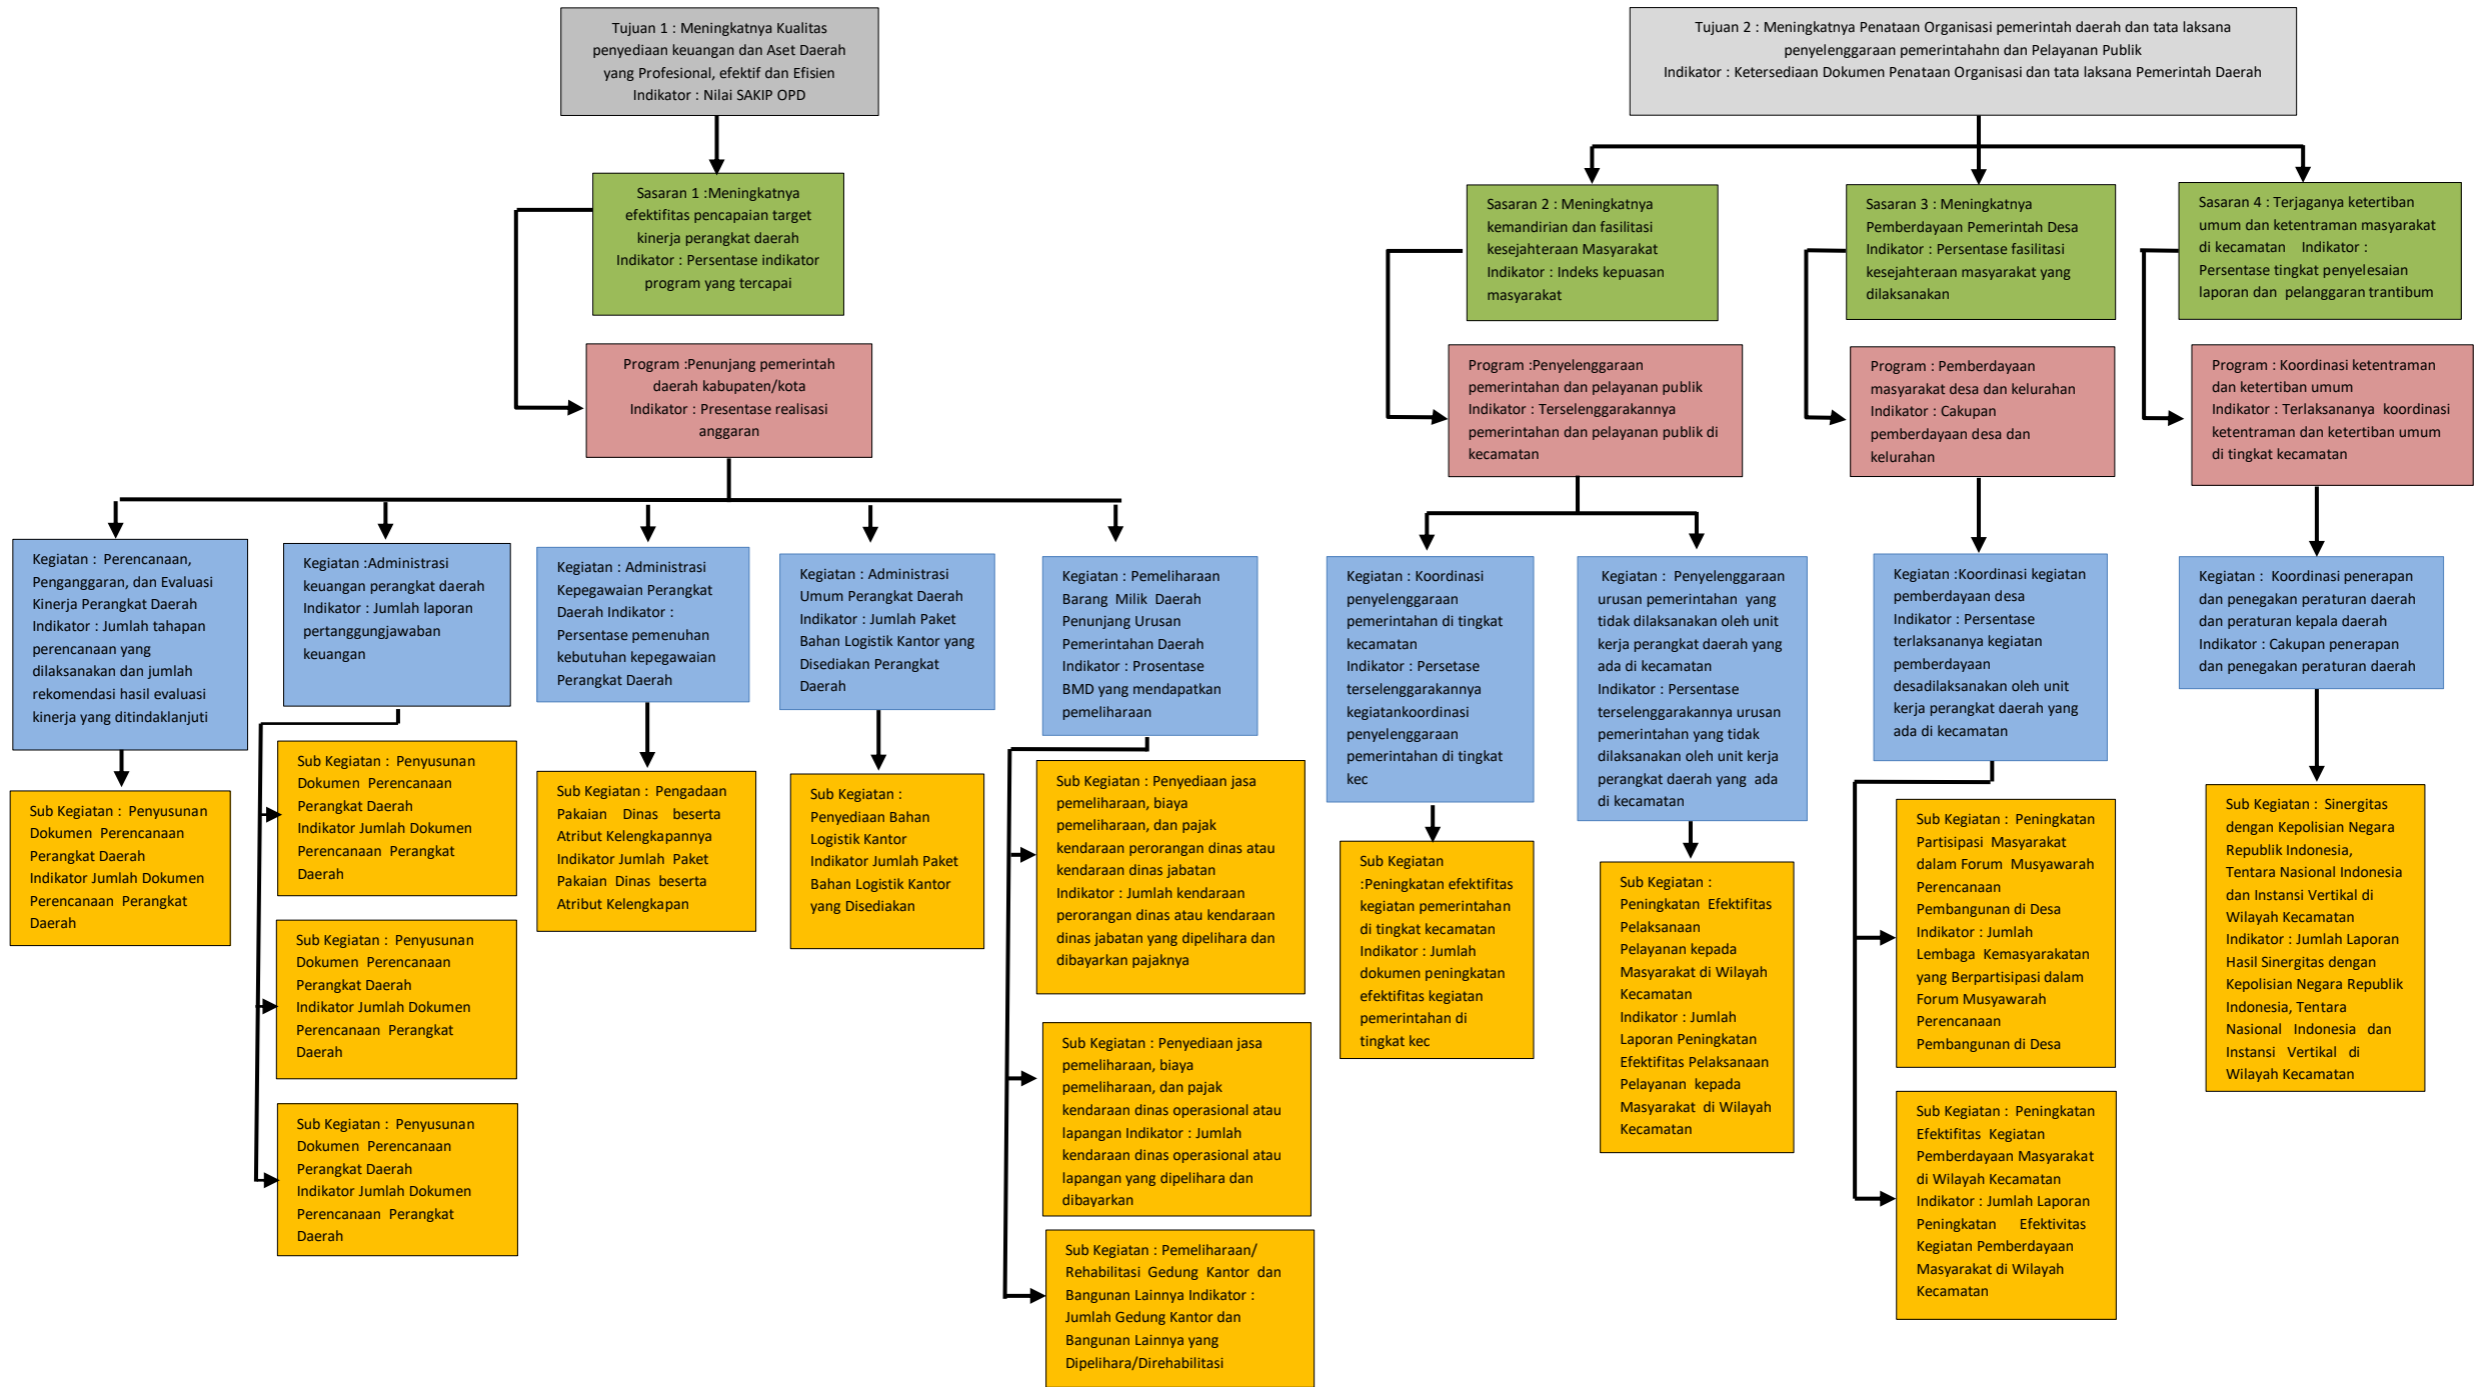 Tujuan 1 : Meningkatnya Kualitas
penyediaan keuangan dan Aset Daerah
yang Profesional, efektif dan Efisien
Indikator : Nilai SAKIP OPD
Tujuan 2 : Meningkatnya Penataan Organisasi pemerintah daerah dan tata laksana
penyelenggaraan pemerintahahn dan Pelayanan Publik
Indikator : Ketersediaan Dokumen Penataan Organisasi dan tata laksana Pemerintah Daerah
Sasaran 1 :Meningkatnya
efektifitas pencapaian target
kinerja perangkat daerah
Indikator : Persentase indikator
program yang tercapai
Sasaran 2 : Meningkatnya
kemandirian dan fasilitasi
kesejahteraan Masyarakat
Indikator : Indeks kepuasan
masyarakat
Sasaran 3 : Meningkatnya
Pemberdayaan Pemerintah Desa
Indikator : Persentase fasilitasi
kesejahteraan masyarakat yang
dilaksanakan
Sasaran 4 : Terjaganya ketertiban
umum dan ketentraman masyarakat
di kecamatan Indikator :
Persentase tingkat penyelesaian
laporan dan pelanggaran trantibum
Program :Penunjang pemerintah
daerah kabupaten/kota
Indikator : Presentase realisasi
anggaran
Program :Penyelenggaraan
pemerintahan dan pelayanan publik
Indikator : Terselenggarakannya
pemerintahan dan pelayanan publik di
kecamatan
Program : Pemberdayaan
masyarakat desa dan kelurahan
Indikator : Cakupan
pemberdayaan desa dan
kelurahan
Program : Koordinasi ketentraman
dan ketertiban umum
Indikator : Terlaksananya koordinasi
ketentraman dan ketertiban umum
di tingkat kecamatan
Kegiatan : Perencanaan,
Penganggaran, dan Evaluasi
Kinerja Perangkat Daerah
Indikator : Jumlah tahapan
perencanaan yang
dilaksanakan dan jumlah
rekomendasi hasil evaluasi
kinerja yang ditindaklanjuti
Kegiatan :Administrasi
keuangan perangkat daerah
Indikator : Jumlah laporan
pertanggungjawaban
keuangan
Kegiatan : Administrasi
Kepegawaian Perangkat
Daerah Indikator :
Persentase pemenuhan
kebutuhan kepegawaian
Perangkat Daerah
Kegiatan : Administrasi
Umum Perangkat Daerah
Indikator : Jumlah Paket
Bahan Logistik Kantor yang
Disediakan Perangkat
Daerah
Kegiatan : Pemeliharaan
Barang Milik Daerah
Penunjang Urusan
Pemerintahan Daerah
Indikator : Prosentase
BMD yang mendapatkan
pemeliharaan
Kegiatan : Koordinasi
penyelenggaraan
pemerintahan di tingkat
kecamatan
Indikator : Persetase
terselenggarakannya
kegiatankoordinasi
penyelenggaraan
pemerintahan di tingkat
kec
Kegiatan : Penyelenggaraan
urusan pemerintahan yang
tidak dilaksanakan oleh unit
kerja perangkat daerah yang
ada di kecamatan
Indikator : Persentase
terselenggarakannya urusan
pemerintahan yang tidak
dilaksanakan oleh unit kerja
perangkat daerah yang ada
di kecamatan
Kegiatan :Koordinasi kegiatan
pemberdayaan desa
Indikator : Persentase
terlaksananya kegiatan
pemberdayaan
desadilaksanakan oleh unit
kerja perangkat daerah yang
ada di kecamatan
Kegiatan : Koordinasi penerapan
dan penegakan peraturan daerah
dan peraturan kepala daerah
Indikator : Cakupan penerapan
dan penegakan peraturan daerah
Sub Kegiatan : Penyusunan
Dokumen Perencanaan
Perangkat Daerah
Indikator Jumlah Dokumen
Perencanaan Perangkat
Daerah
Sub Kegiatan : Penyusunan
Dokumen Perencanaan
Perangkat Daerah
Indikator Jumlah Dokumen
Perencanaan Perangkat
Daerah
Sub Kegiatan : Penyusunan
Dokumen Perencanaan
Perangkat Daerah
Indikator Jumlah Dokumen
Perencanaan Perangkat
Daerah
Sub Kegiatan : Penyusunan
Dokumen Perencanaan
Perangkat Daerah
Indikator Jumlah Dokumen
Perencanaan Perangkat
Daerah
Sub Kegiatan : Pengadaan
Pakaian Dinas beserta
Atribut Kelengkapannya
Indikator Jumlah Paket
Pakaian Dinas beserta
Atribut Kelengkapan
Sub Kegiatan :
Penyediaan Bahan
Logistik Kantor
Indikator Jumlah Paket
Bahan Logistik Kantor
yang Disediakan
Sub Kegiatan : Penyediaan jasa
pemeliharaan, biaya
pemeliharaan, dan pajak
kendaraan perorangan dinas atau
kendaraan dinas jabatan
Indikator : Jumlah kendaraan
perorangan dinas atau kendaraan
dinas jabatan yang dipelihara dan
dibayarkan pajaknya
Sub Kegiatan : Penyediaan jasa
pemeliharaan, biaya
pemeliharaan, dan pajak
kendaraan dinas operasional atau
lapangan Indikator : Jumlah
kendaraan dinas operasional atau
lapangan yang dipelihara dan
dibayarkan
Sub Kegiatan : Pemeliharaan/
Rehabilitasi Gedung Kantor dan
Bangunan Lainnya Indikator :
Jumlah Gedung Kantor dan
Bangunan Lainnya yang
Dipelihara/Direhabilitasi
Sub Kegiatan
:Peningkatan efektifitas
kegiatan pemerintahan
di tingkat kecamatan
Indikator : Jumlah
dokumen peningkatan
efektifitas kegiatan
pemerintahan di
tingkat kec
Sub Kegiatan :
Peningkatan Efektifitas
Pelaksanaan
Pelayanan kepada
Masyarakat di Wilayah
Kecamatan
Indikator : Jumlah
Laporan Peningkatan
Efektifitas Pelaksanaan
Pelayanan kepada
Masyarakat di Wilayah
Kecamatan
Sub Kegiatan : Peningkatan
Partisipasi Masyarakat
dalam Forum Musyawarah
Perencanaan
Pembangunan di Desa
Indikator : Jumlah
Lembaga Kemasyarakatan
yang Berpartisipasi dalam
Forum Musyawarah
Perencanaan
Pembangunan di Desa
Sub Kegiatan : Peningkatan
Efektifitas Kegiatan
Pemberdayaan Masyarakat
di Wilayah Kecamatan
Indikator : Jumlah Laporan
Peningkatan Efektivitas
Kegiatan Pemberdayaan
Masyarakat di Wilayah
Kecamatan
Sub Kegiatan : Sinergitas
dengan Kepolisian Negara
Republik Indonesia,
Tentara Nasional Indonesia
dan Instansi Vertikal di
Wilayah Kecamatan
Indikator : Jumlah Laporan
Hasil Sinergitas dengan
Kepolisian Negara Republik
Indonesia, Tentara
Nasional Indonesia dan
Instansi Vertikal di
Wilayah Kecamatan